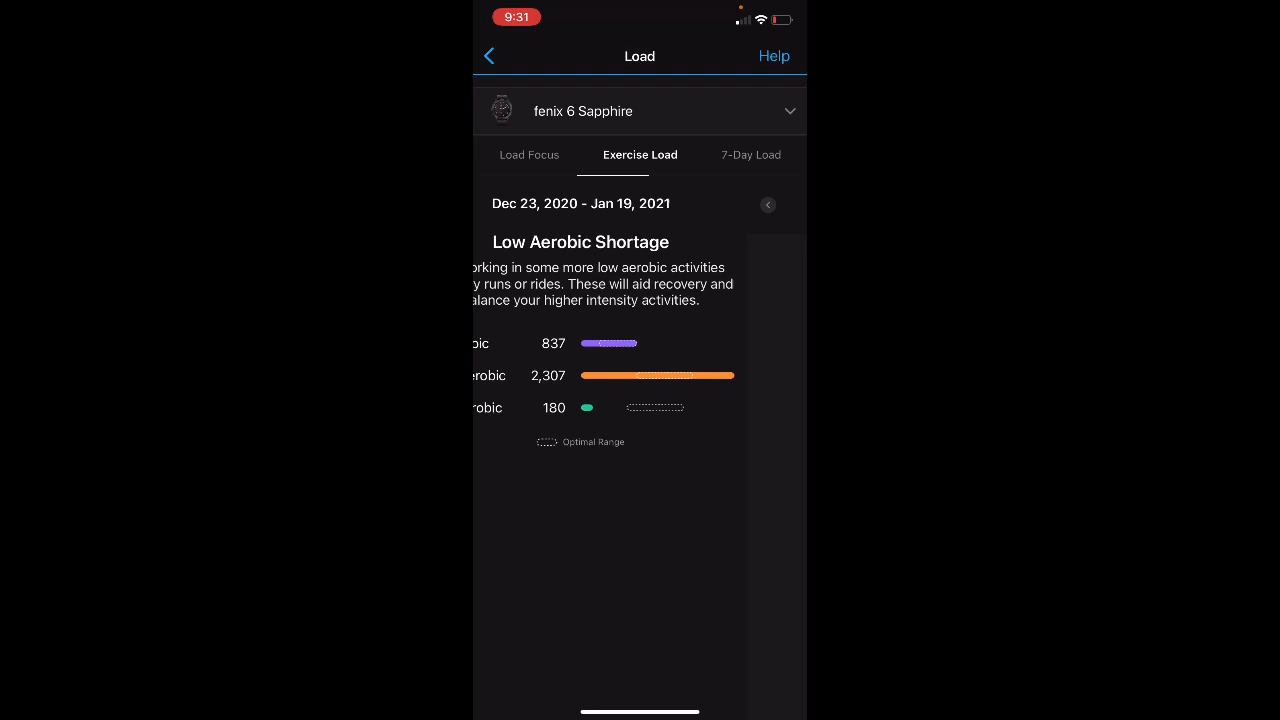 9:31
Load
Help
fenix 6 Sapphire
Load Focus
Exercise Load
7-Day Load
Dec 23, 2020 - Jan 19, 2021
Low Aerobic Shortage
orking in some more low aerobic activities
y runs or rides. These will aid recovery and
alance your higher intensity activities.
bic 837
erobic 2,307
robic 180
Optimal Range